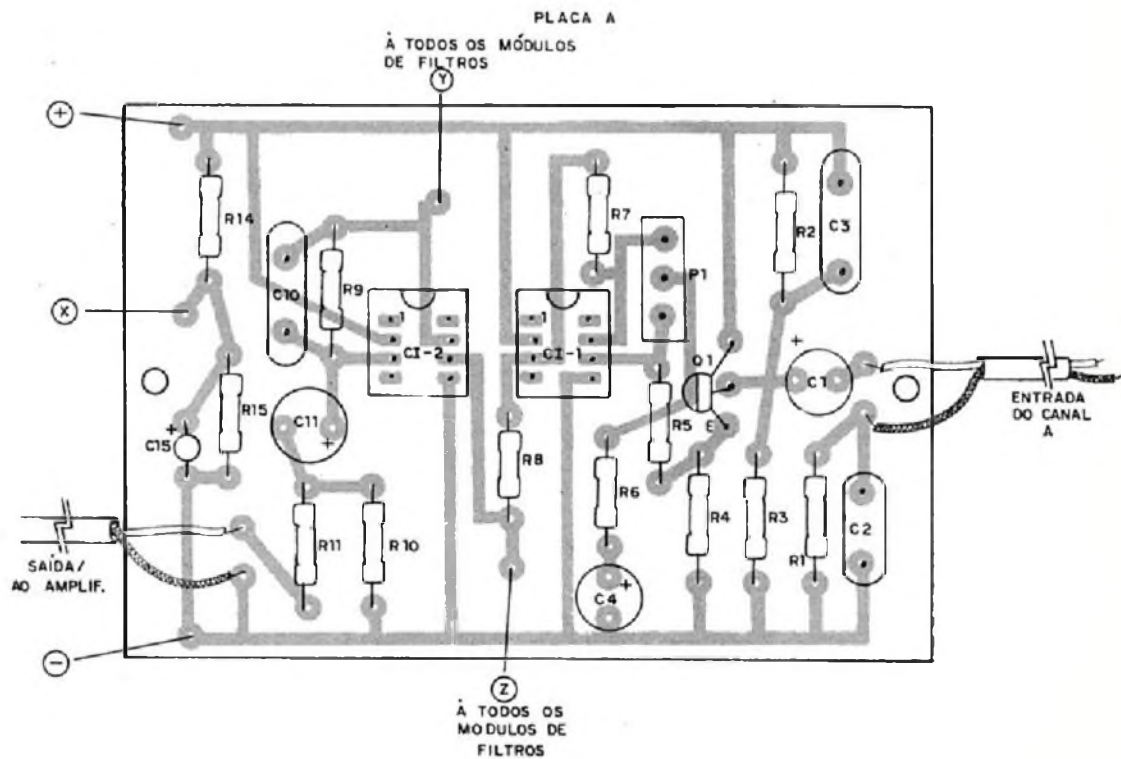 PLACA A
À TODOS OS MÓDULOS
DE FILTROS
Y
+
R14
R7
R2
C3
C10
R9
P1
X
1
CI-2
1
CI-1
Q1
+
C1
ENTRADA
DO CANAL
A
R15
+
C15
C11
+
R8
R5
E
R6
R4
R3
R1
C2
R11
R10
SAÍDA/
AO AMPLIF.
C4
+
−
Z
À TODOS OS
MODULOS DE
FILTROS